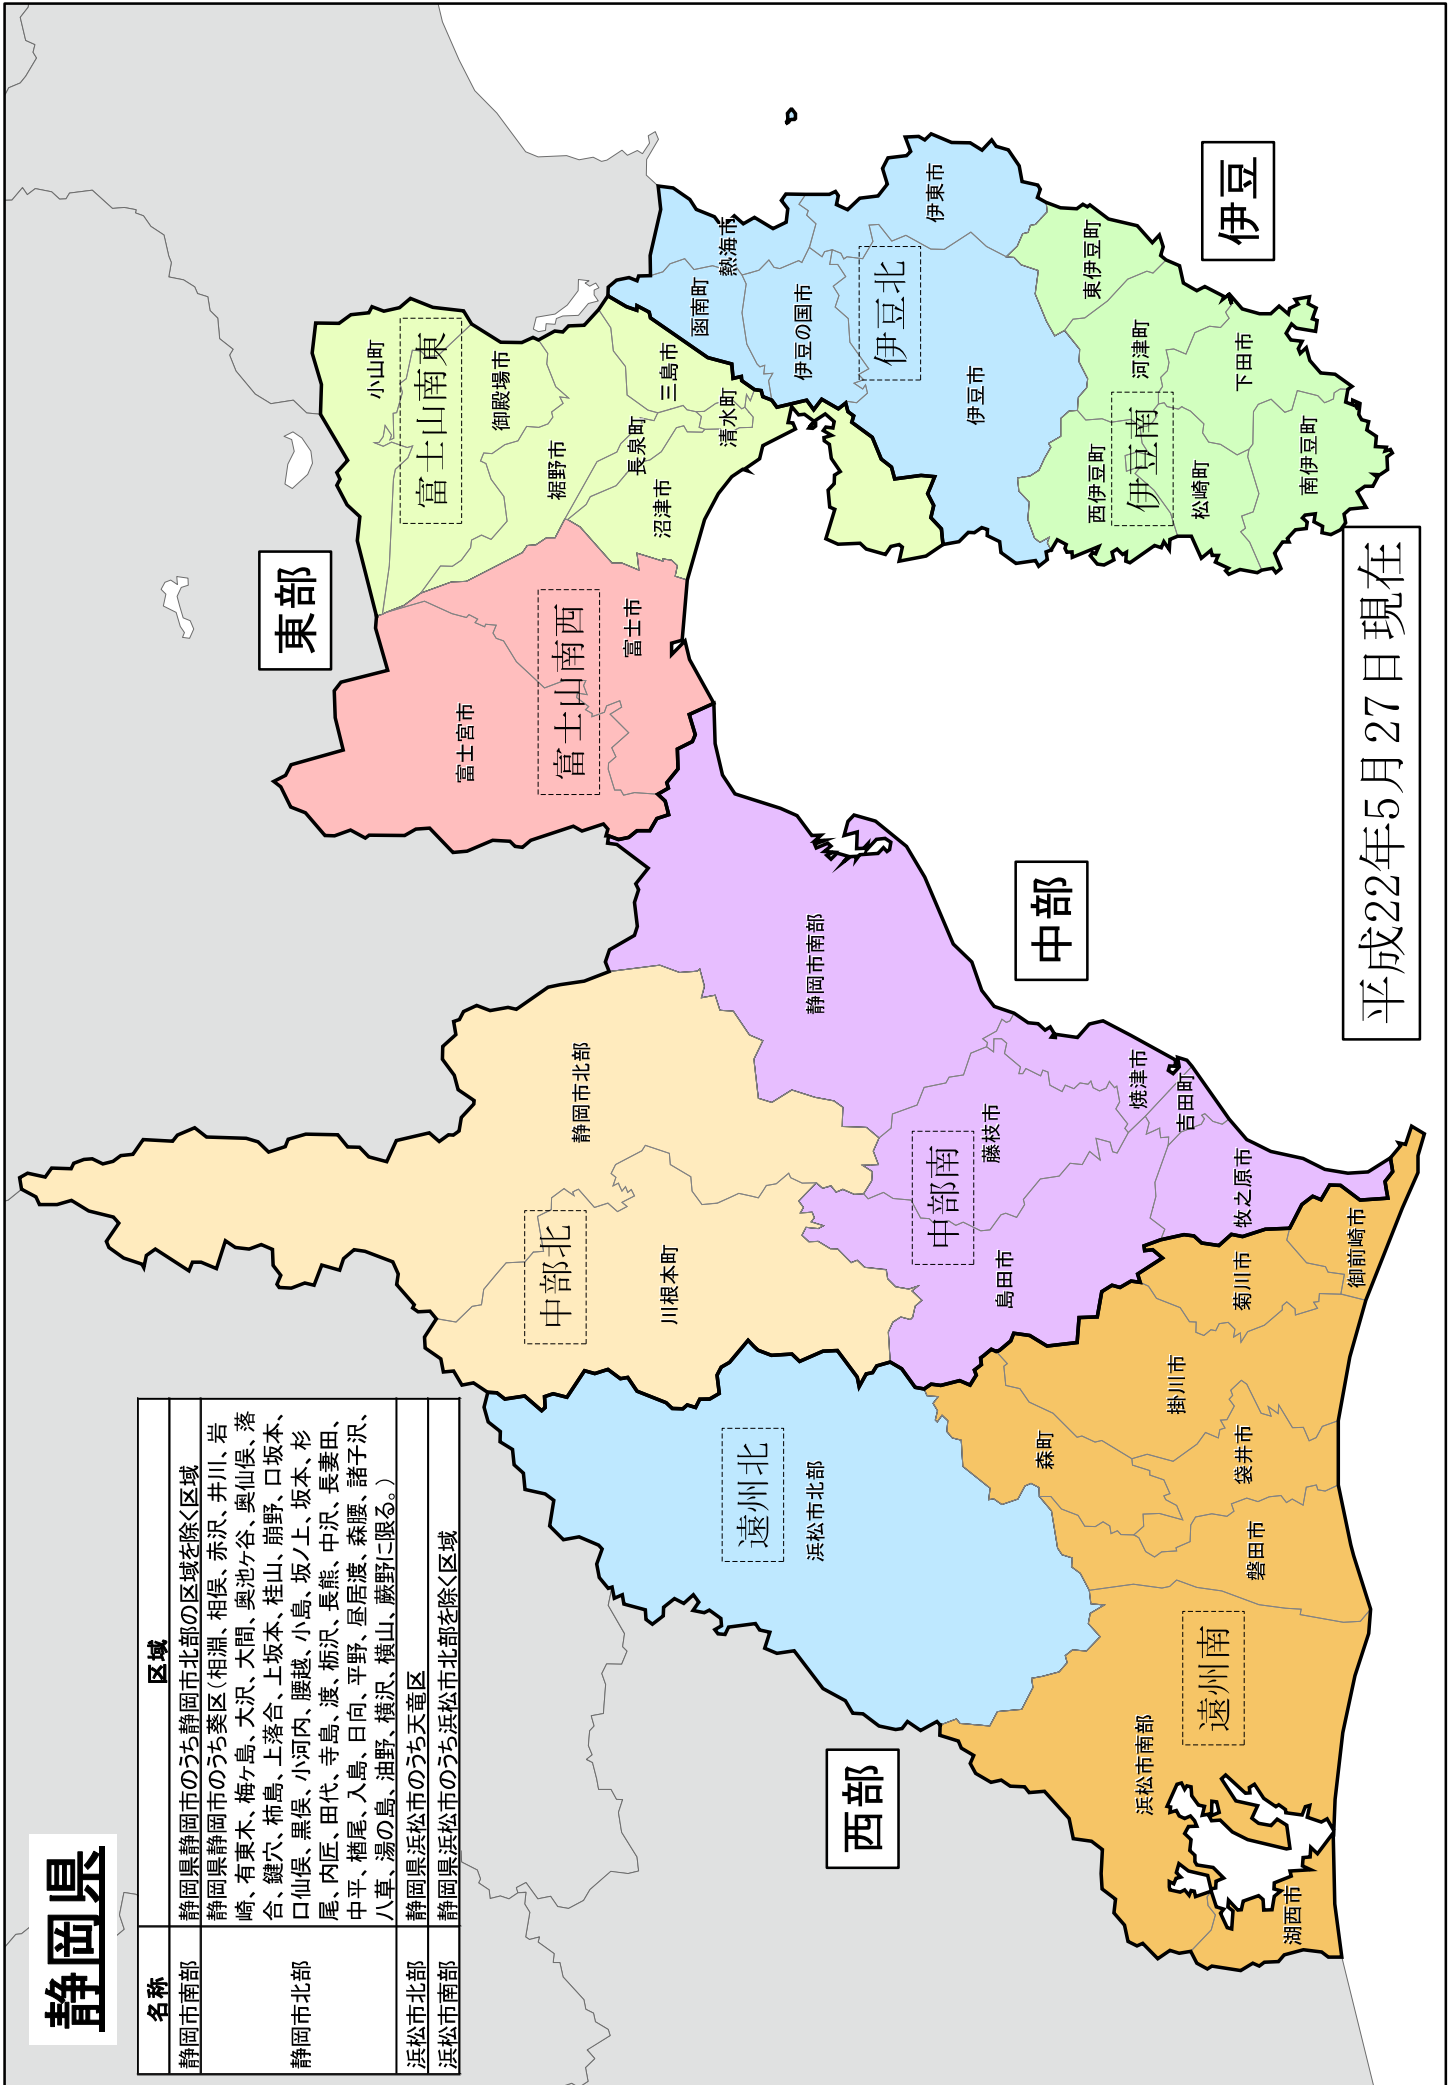 静岡県
名称 区域
静岡市南部 静岡県静岡市のうち静岡市北部の区域を除く区域
静岡市北部
静岡県静岡市のうち葵区(相淵、相俣、赤沢、井川、岩
崎、有東木、梅ヶ島、大沢、大間、奥池ヶ谷、奥仙俣、落
合、鍵穴、柿島、上落合、上坂本、桂山、崩野、口坂本、
口仙俣、黒俣、小河内、腰越、小島、坂ノ上、坂本、杉
尾、内匠、田代、寺島、渡、栃沢、長熊、中沢、長妻田、
中平、楢尾、入島、日向、平野、昼居渡、森腰、諸子沢、
八草、湯の島、油野、横沢、横山、蕨野に限る。)
浜松市北部 静岡県浜松市のうち天竜区
浜松市南部 静岡県浜松市のうち浜松市北部を除く区域
東部
富士山南東
小山町
御殿場市
裾野市
三島市
長泉町
清水町
沼津市
富士山南西
富士宮市
富士市
伊豆
伊豆北
熱海市
函南町
伊豆の国市
伊東市
伊豆市
伊豆南
東伊豆町
河津町
西伊豆町
松崎町
下田市
南伊豆町
中部
中部北
静岡市北部
川根本町
中部南
静岡市南部
藤枝市
焼津市
吉田町
島田市
牧之原市
西部
遠州北
浜松市北部
遠州南
森町
掛川市
菊川市
御前崎市
袋井市
磐田市
浜松市南部
湖西市
平成22年5月27日現在